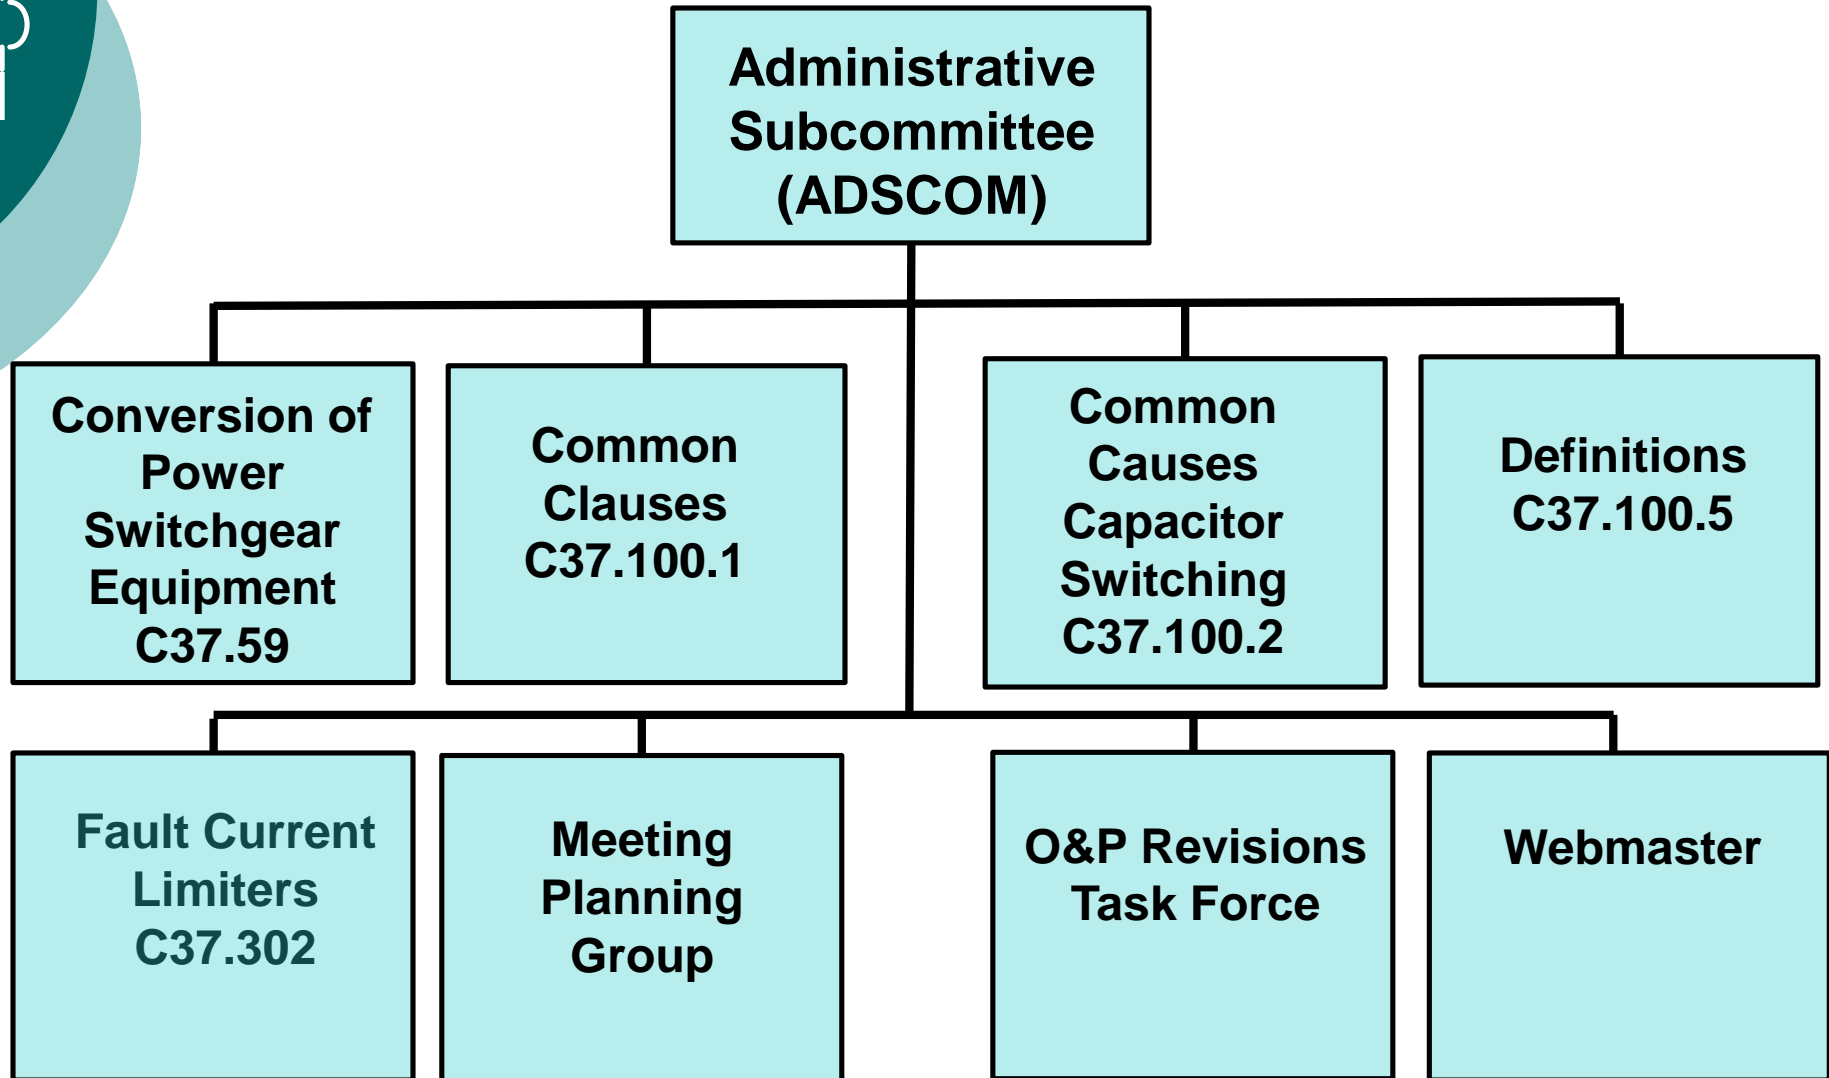 Administrative
Subcommittee
(ADSCOM)
Conversion of
Power
Switchgear
Equipment
C37.59
Common
Clauses
C37.100.1
Common
Causes
Capacitor
Switching
C37.100.2
Definitions
C37.100.5
Fault Current
Limiters
C37.302
Meeting
Planning
Group
O&P Revisions
Task Force
Webmaster